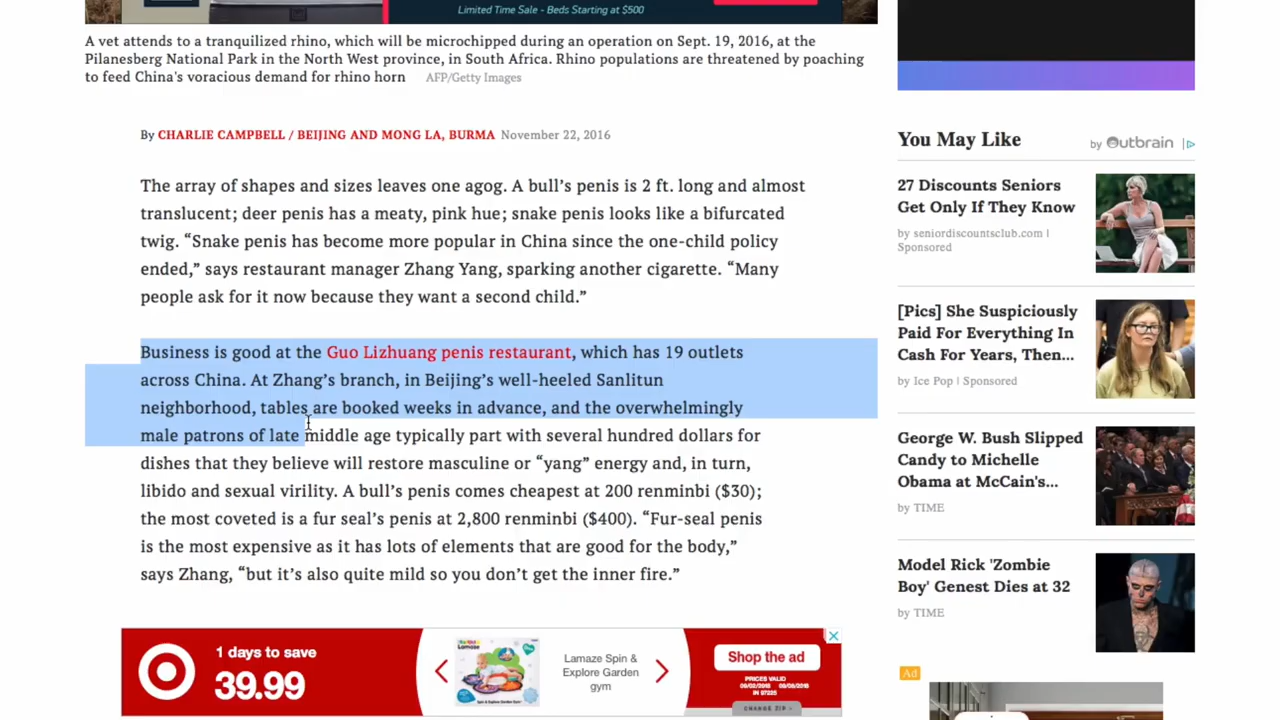 Limited Time Sale - Beds Starting at $500
A vet attends to a tranquilized rhino, which will be microchipped during an operation on Sept. 19, 2016, at the
Pilanesberg National Park in the North West province, in South Africa. Rhino populations are threatened by poaching
to feed China's voracious demand for rhino horn AFP/Getty Images
By CHARLIE CAMPBELL / BEIJING AND MONG LA, BURMA November 22, 2016
The array of shapes and sizes leaves one agog. A bull’s penis is 2 ft. long and almost
translucent; deer penis has a meaty, pink hue; snake penis looks like a bifurcated
twig. “Snake penis has become more popular in China since the one-child policy
ended,” says restaurant manager Zhang Yang, sparking another cigarette. “Many
people ask for it now because they want a second child.”
Business is good at the Guo Lizhuang penis restaurant, which has 19 outlets
across China. At Zhang’s branch, in Beijing’s well-heeled Sanlitun
neighborhood, tables are booked weeks in advance, and the overwhelmingly
male patrons of late middle age typically part with several hundred dollars for
dishes that they believe will restore masculine or “yang” energy and, in turn,
libido and sexual virility. A bull’s penis comes cheapest at 200 renminbi ($30);
the most coveted is a fur seal’s penis at 2,800 renminbi ($400). “Fur-seal penis
is the most expensive as it has lots of elements that are good for the body,”
says Zhang, “but it’s also quite mild so you don’t get the inner fire.”
1 days to save
39.99
Lamaze
Lamaze Spin &
Explore Garden
gym
Shop the ad
PRICES VALID
CHANGE ZIP >
You May Like
by Outbrain
27 Discounts Seniors
Get Only If They Know
by seniordiscountsclub.com |
Sponsored
[Pics] She Suspiciously
Paid For Everything In
Cash For Years, Then...
by Ice Pop | Sponsored
George W. Bush Slipped
Candy to Michelle
Obama at McCain's...
by TIME
Model Rick 'Zombie
Boy' Genest Dies at 32
by TIME
Ad